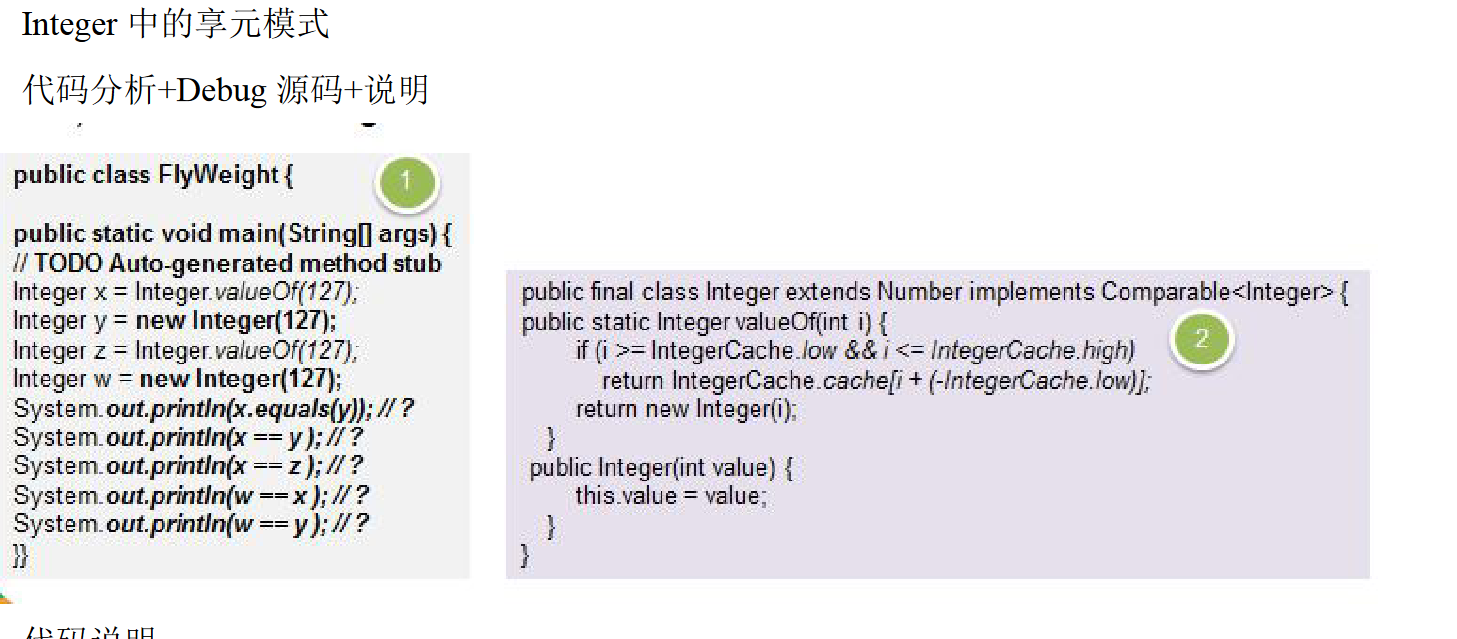 Integer 中的享元模式
代码分析+Debug 源码+说明
public class FlyWeight {
1
public static void main(String[] args) {
// TODO Auto-generated method stub
Integer x = Integer.valueOf(127);
Integer y = new Integer(127);
Integer z = Integer.valueOf(127);
Integer w = new Integer(127);
System.out.println(x.equals(y)); // ?
System.out.println(x == y ); // ?
System.out.println(x == z ); // ?
System.out.println(w == x ); // ?
System.out.println(w == y ); // ?
}}
public final class Integer extends Number implements Comparable<Integer> {
public static Integer valueOf(int i) {
2
if (i >= IntegerCache.low && i <= IntegerCache.high)
return IntegerCache.cache[i + (-IntegerCache.low)];
return new Integer(i);
}
public Integer(int value) {
this.value = value;
}
}
代码说明